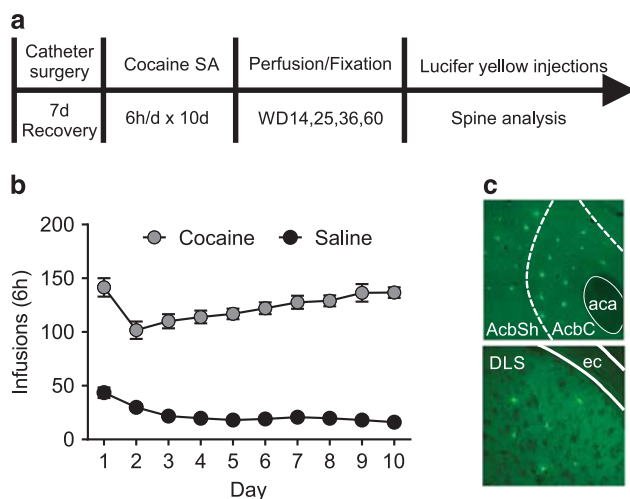 a
Catheter surgery
Cocaine SA
Perfusion/Fixation
Lucifer yellow injections
7d Recovery
6h/d x 10d
WD14,25,36,60
Spine analysis
b
200
150
100
50
0
Infusions (6h)
Cocaine
Saline
1 2 3 4 5 6 7 8 9 10
Day
c
AcbSh
AcbC
aca
DLS
ec